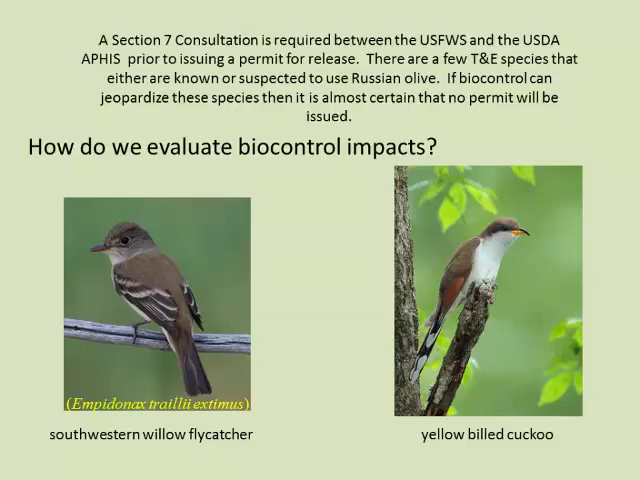 A Section 7 Consultation is required between the USFWS and the USDA
APHIS prior to issuing a permit for release. There are a few T&E species that
either are known or suspected to use Russian olive. If biocontrol can
jeopardize these species then it is almost certain that no permit will be
issued.
How do we evaluate biocontrol impacts?
(Empidonax traillii extimus)
southwestern willow flycatcher
yellow billed cuckoo